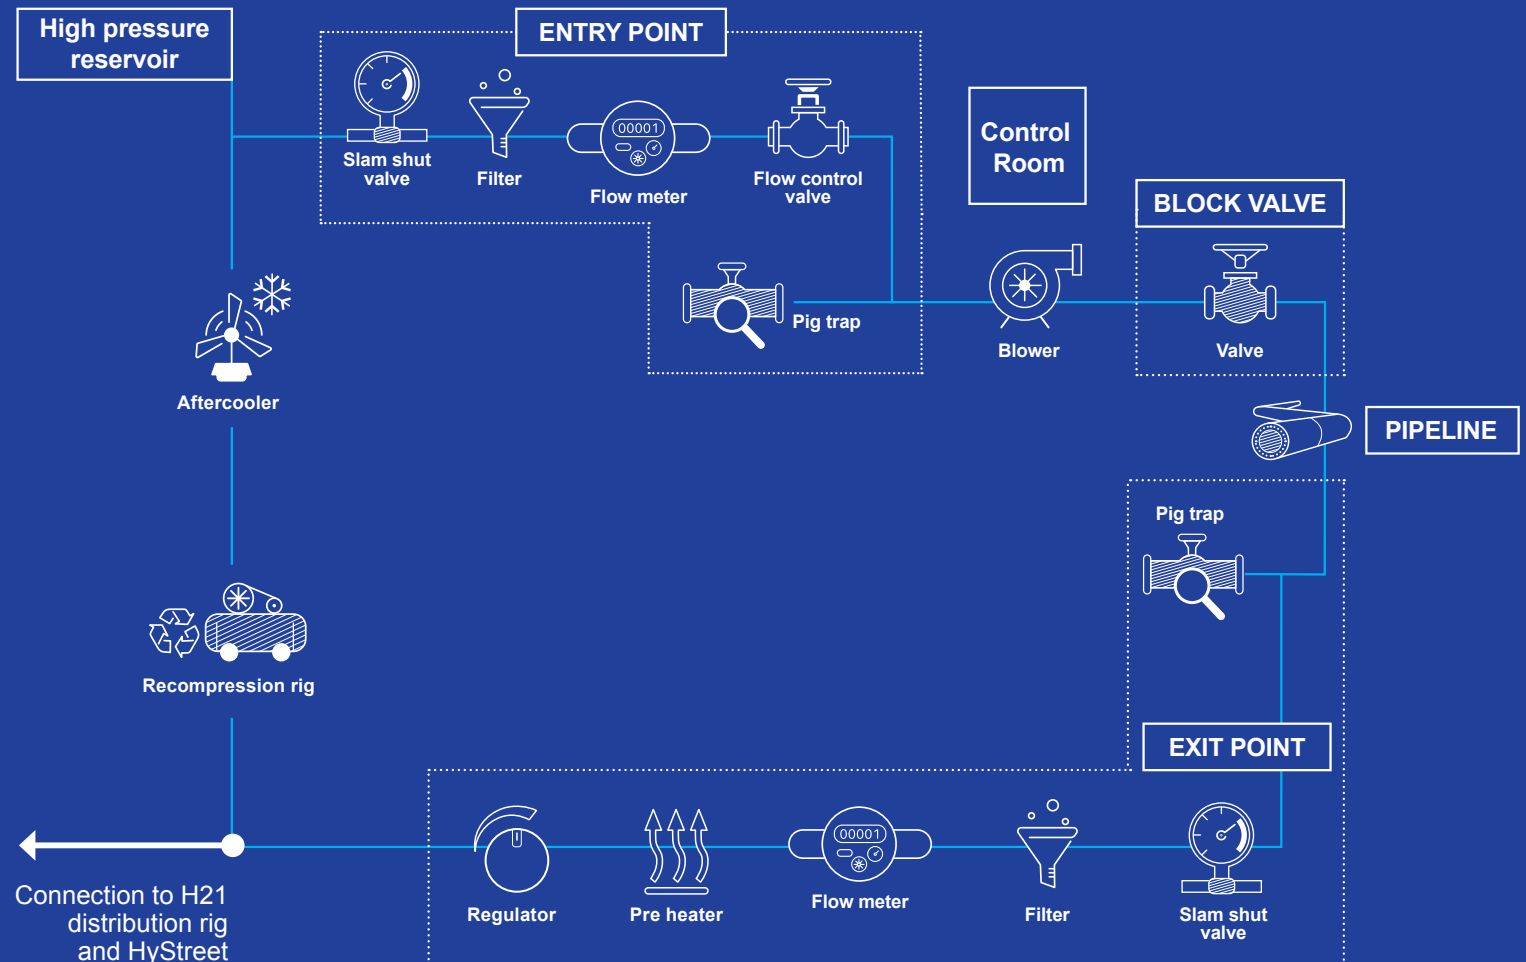 High pressure
reservoir
ENTRY POINT
Slam shut
valve
Filter
00001
Flow meter
Flow control
valve
Pig trap
Control
Room
Blower
BLOCK VALVE
Valve
PIPELINE
Aftercooler
Recompression rig
Pig trap
EXIT POINT
Regulator
Pre heater
00001
Flow meter
Filter
Slam shut
valve
Connection to H21
distribution rig
and HyStreet